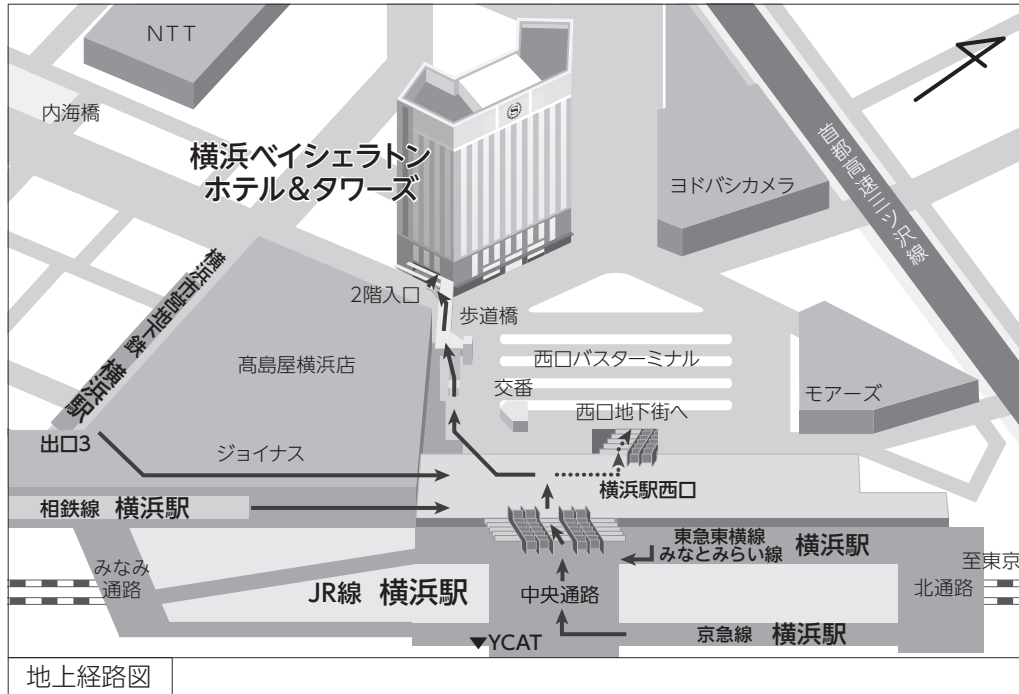 NTT
内海橋
横浜ベイシェラトン
ホテル&タワーズ
S
ヨドバシカメラ
首都高速三ツ沢線
横浜市営地下鉄 横浜駅
2階入口
歩道橋
髙島屋横浜店
西口バスターミナル
交番
モアーズ
西口地下街へ
出口3
ジョイナス
横浜駅西口
相鉄線 横浜駅
東急東横線
みなとみらい線 横浜駅
至東京
みなみ
通路
JR線 横浜駅
中央通路
北通路
京急線 横浜駅
▼YCAT
地上経路図